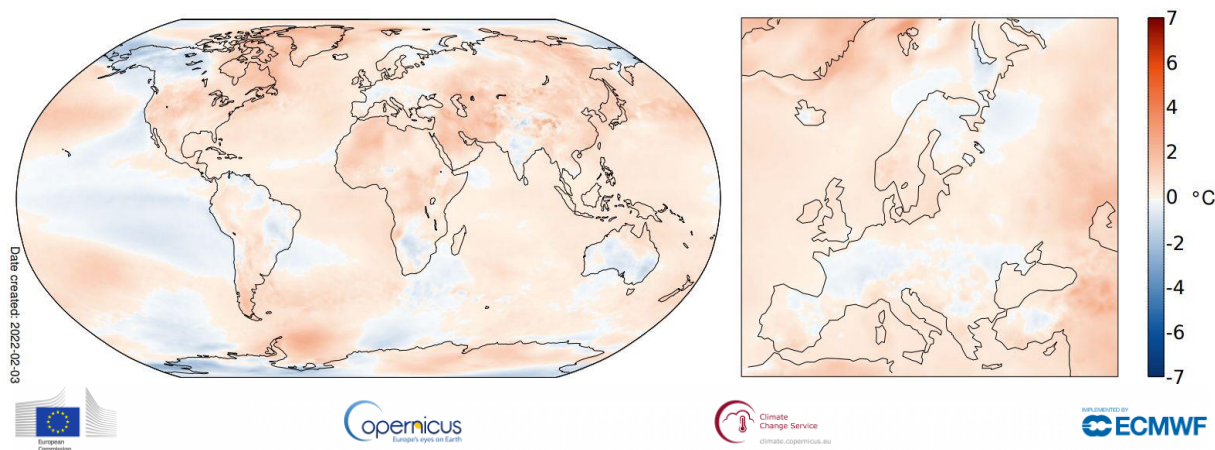 7
6
4
2
0 °C
-2
-4
-6
-7
Date created: 2022-02-03
European
Commission
opernicus
Europe's eyes on Earth
Climate
Change Service
climate.copernicus.eu
IMPLEMENTED BY
ECMWF